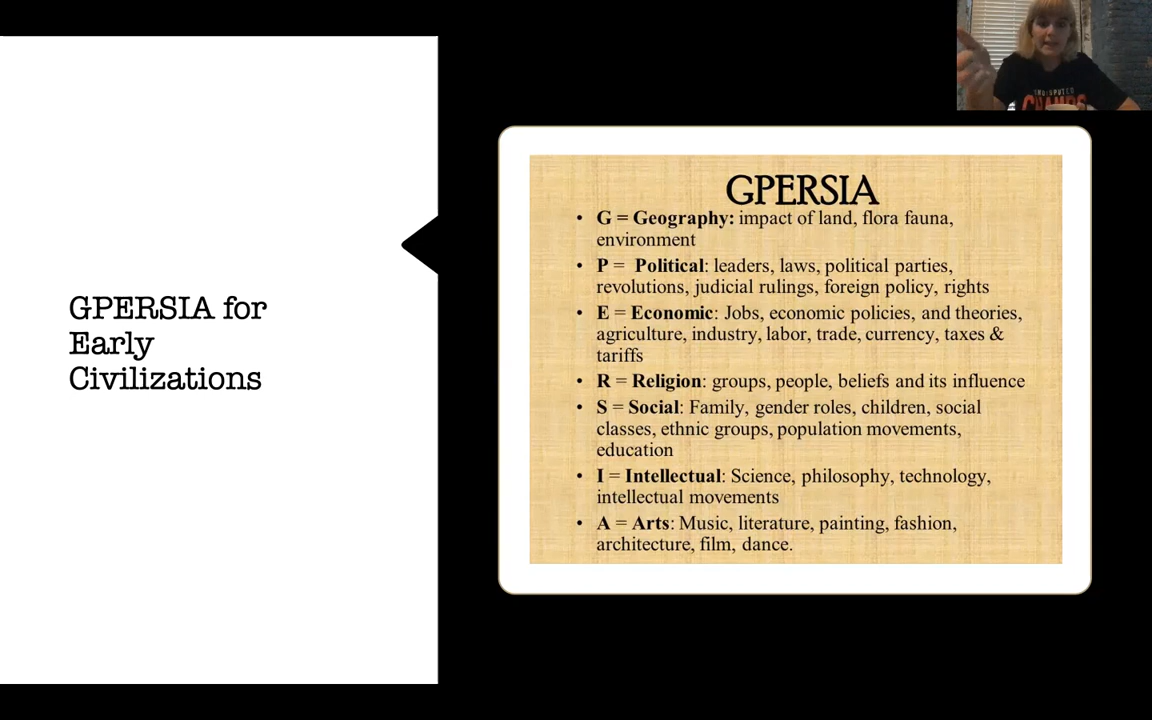 GPERSIA for
Early
Civilizations
GPERSIA
• G = Geography: impact of land, flora fauna,
environment
• P = Political: leaders, laws, political parties,
revolutions, judicial rulings, foreign policy, rights
• E = Economic: Jobs, economic policies, and theories,
agriculture, industry, labor, trade, currency, taxes &
tariffs
• R = Religion: groups, people, beliefs and its influence
• S = Social: Family, gender roles, children, social
classes, ethnic groups, population movements,
education
• I = Intellectual: Science, philosophy, technology,
intellectual movements
• A = Arts: Music, literature, painting, fashion,
architecture, film, dance.